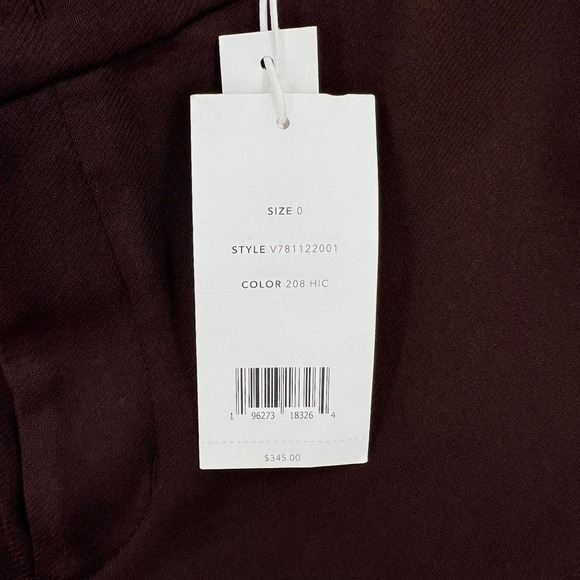 SIZE 0
STYLE V781122001
COLOR 208 HIC
1 96273 18326 4
$345.00